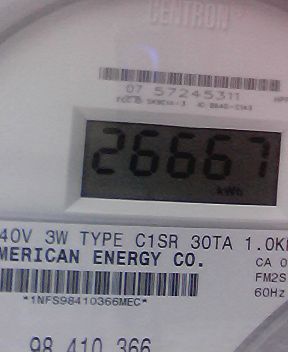 CENTRON
07 57245311
26667
kWh
40V 3W TYPE C1SR 30TA 1.0K
MERICAN ENERGY CO.
CA 0
FM2S
60Hz
*1NFS98410366MEC*
98 410 366